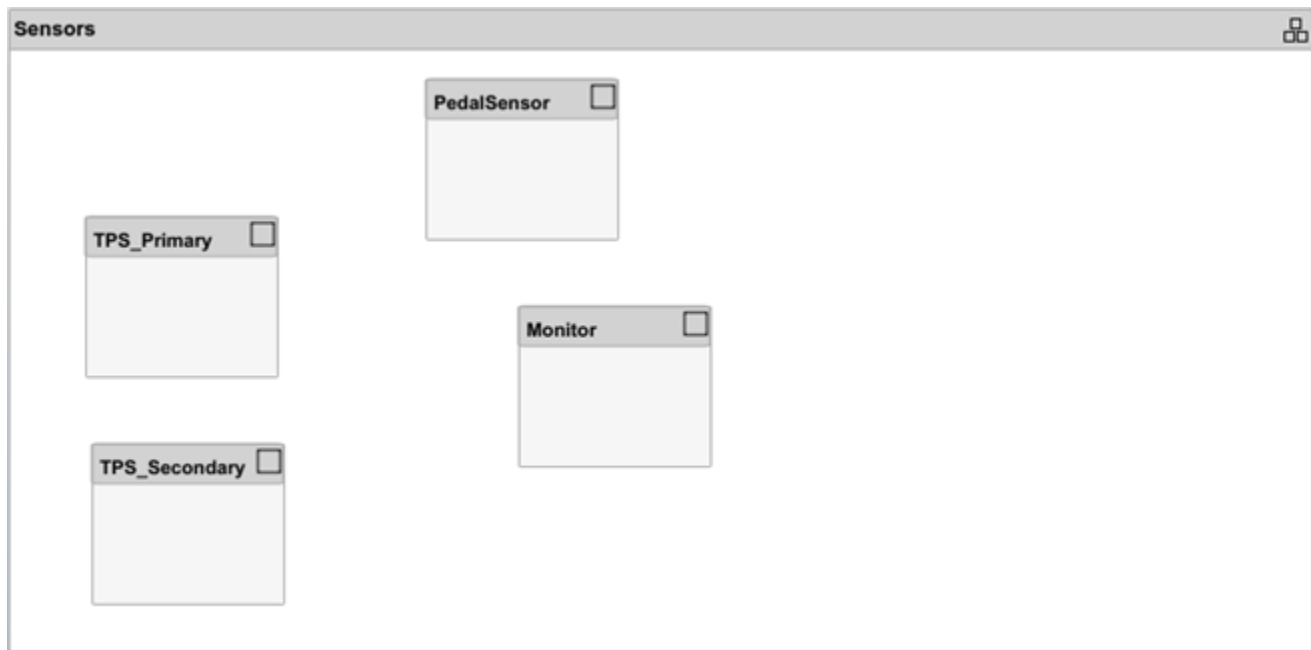 Sensors
PedalSensor
TPS_Primary
Monitor
TPS_Secondary